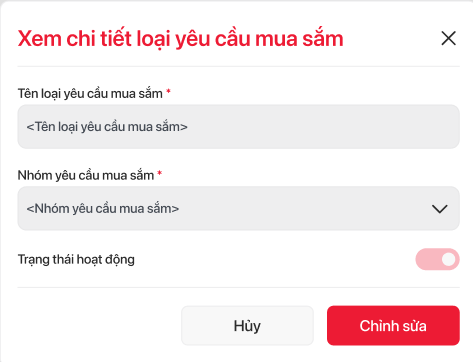 Xem chi tiết loại yêu cầu mua sắm
Tên loại yêu cầu mua sắm *
<Tên loại yêu cầu mua sắm>
Nhóm yêu cầu mua sắm *
<Nhóm yêu cầu mua sắm>
Trạng thái hoạt động
Hủy
Chỉnh sửa